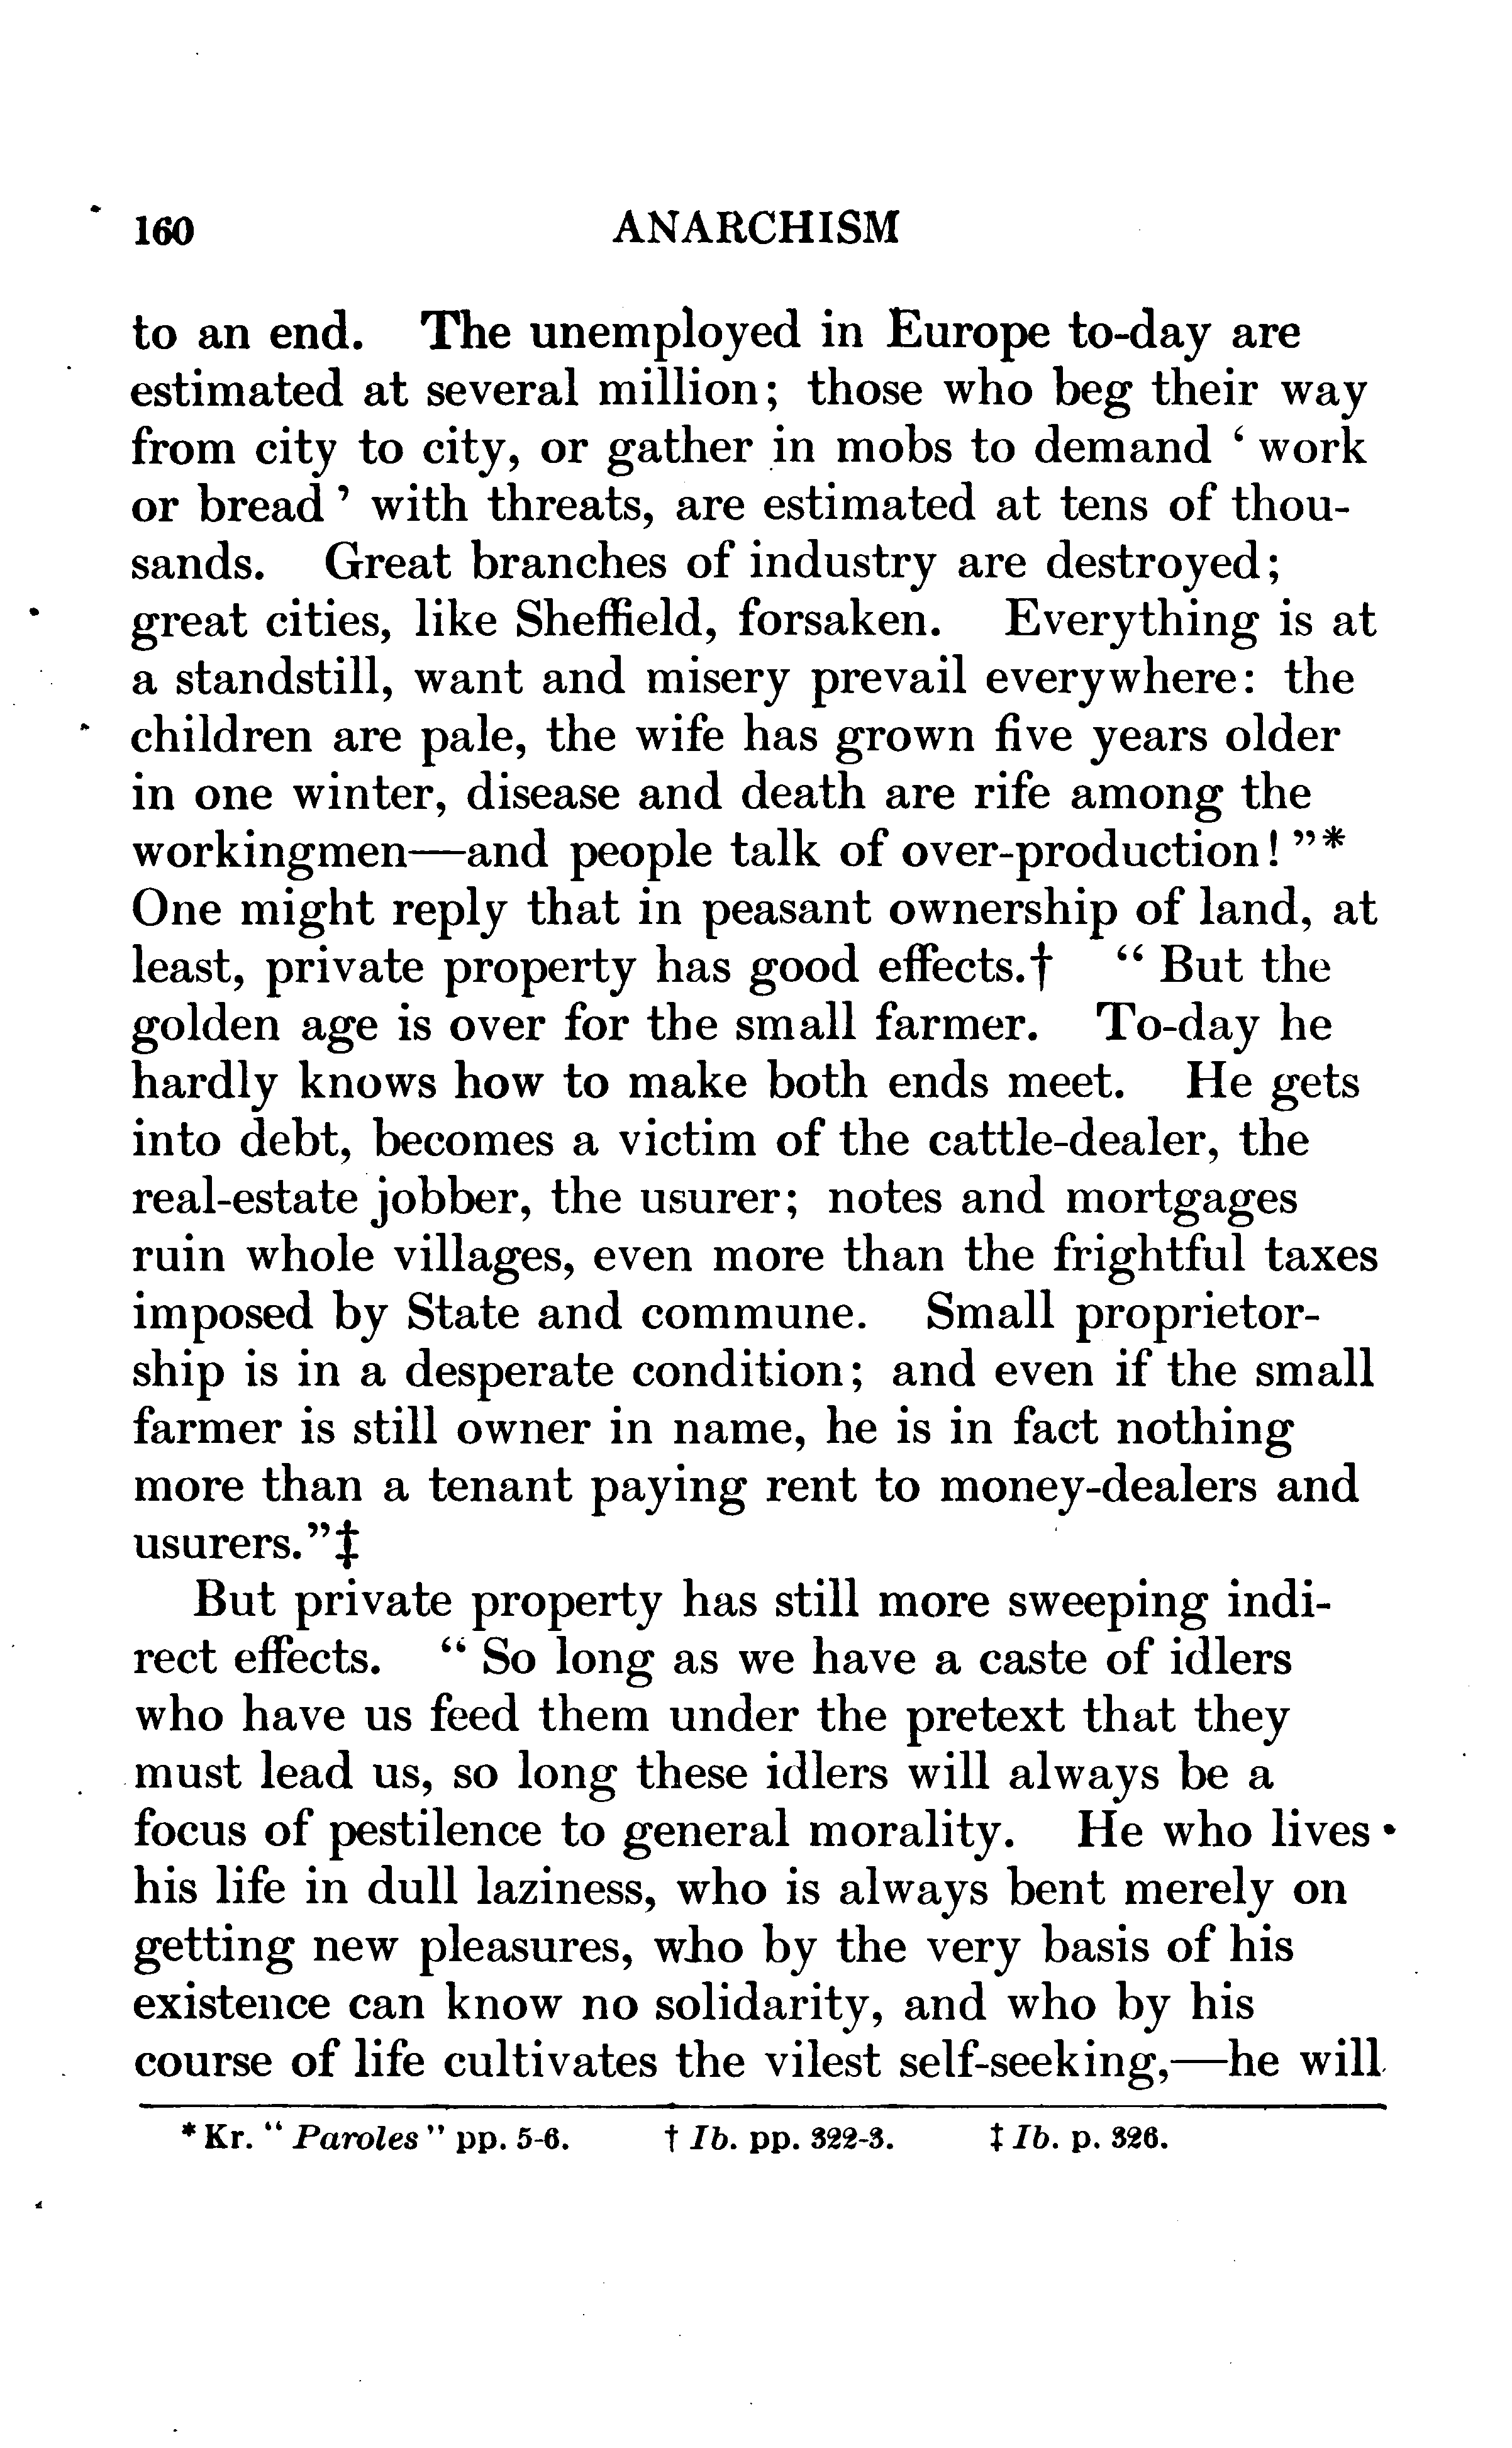 160 ANARCHISM
to an end. The unemployed in Europe to-day are
estimated at several million; those who beg their way
from city to city, or gather in mobs to demand ‘ work
or bread ’ with threats, are estimated at tens of thou-
sands. Great branches of industry are destroyed;
great cities, like Sheffield, forsaken. Everything is at
a standstill, want and misery prevail everywhere: the
children are pale, the wife has grown five years older
in one winter, disease and death are rife among the
workingmen—and people talk of over-production! ”*
One might reply that in peasant ownership of land, at
least, private property has good effects.† “ But the
golden age is over for the small farmer. To-day he
hardly knows how to make both ends meet. He gets
into debt, becomes a victim of the cattle-dealer, the
real-estate jobber, the usurer; notes and mortgages
ruin whole villages, even more than the frightful taxes
imposed by State and commune. Small proprietor-
ship is in a desperate condition; and even if the small
farmer is still owner in name, he is in fact nothing
more than a tenant paying rent to money-dealers and
usurers.”‡
But private property has still more sweeping indi-
rect effects. “ So long as we have a caste of idlers
who have us feed them under the pretext that they
must lead us, so long these idlers will always be a
focus of pestilence to general morality. He who lives
his life in dull laziness, who is always bent merely on
getting new pleasures, who by the very basis of his
existence can know no solidarity, and who by his
course of life cultivates the vilest self-seeking,—he will
* Kr. “ Paroles ” pp. 5-6. † Ib. pp. 322-3. ‡ Ib. p. 326.